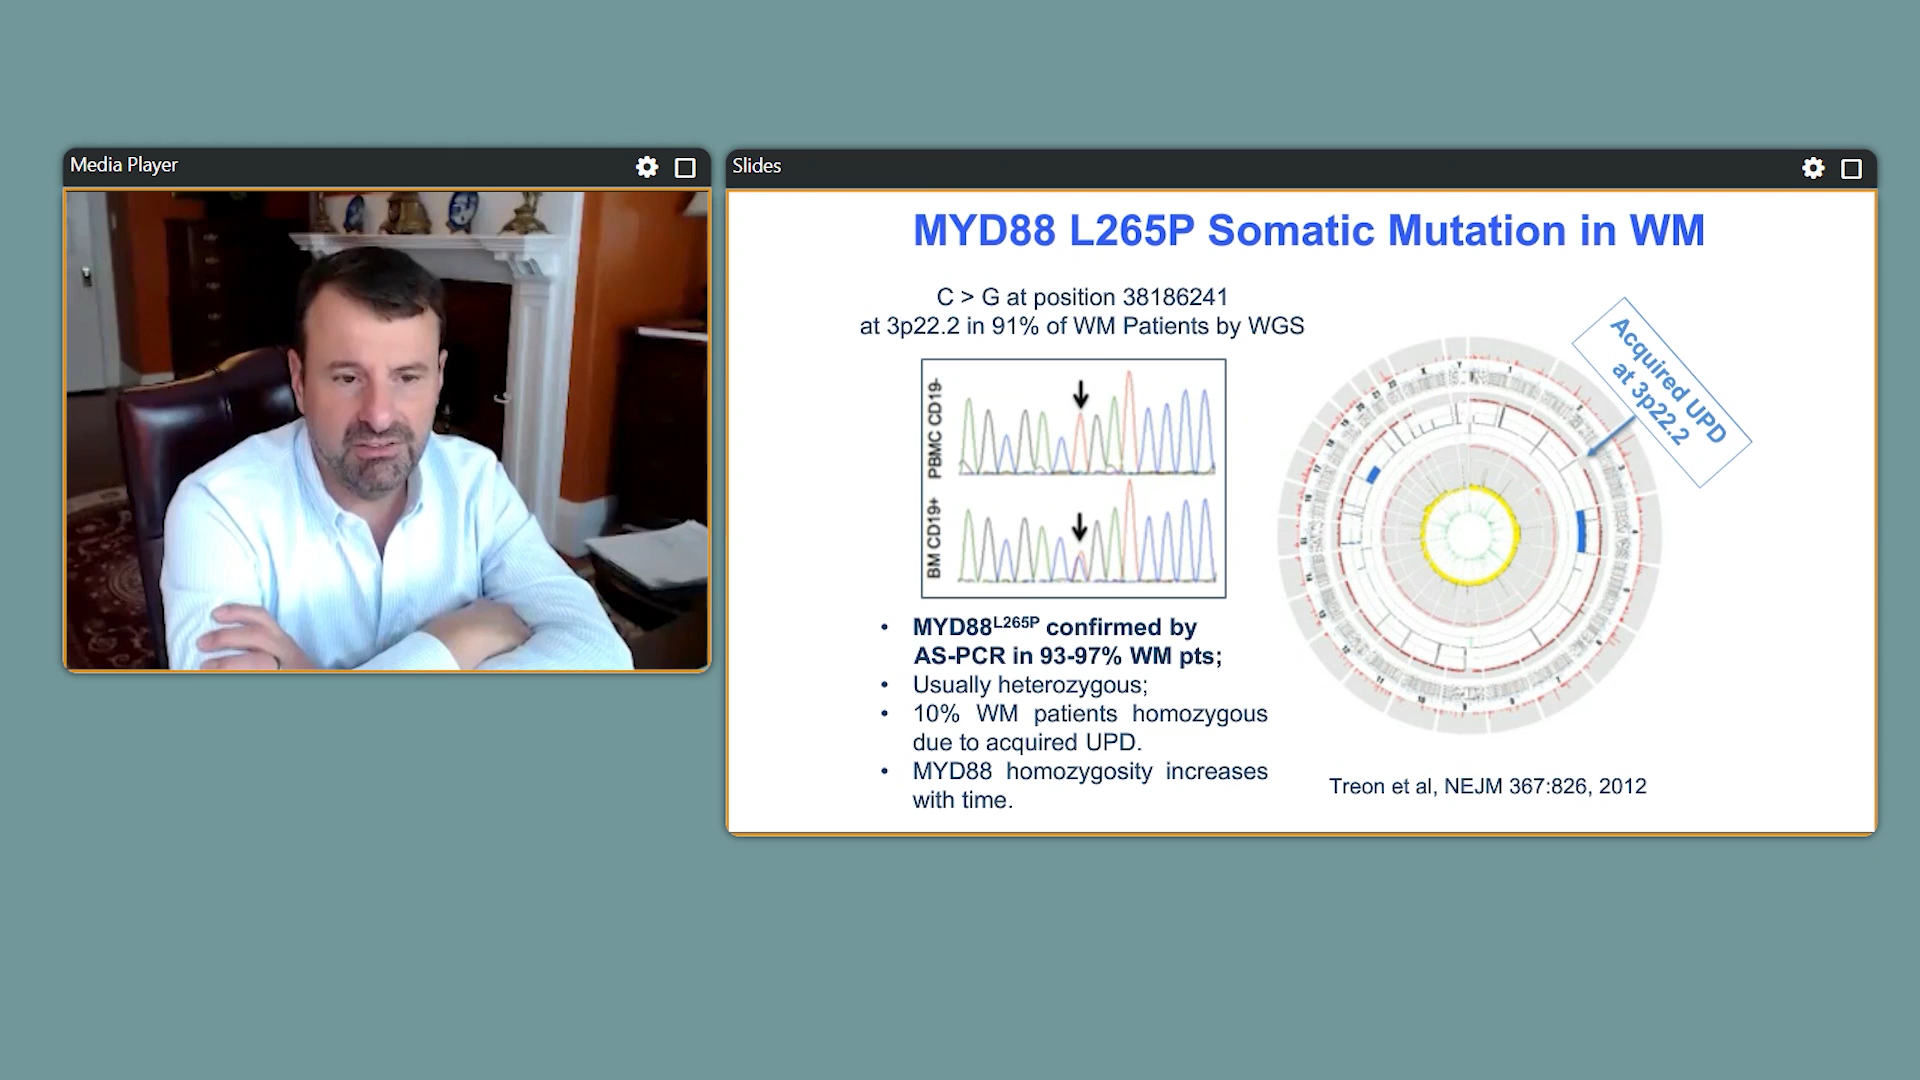 Media Player
Slides
MYD88 L265P Somatic Mutation in WM
C > G at position 38186241
at 3p22.2 in 91% of WM Patients by WGS
PBMC CD19-
BM CD19+
Acquired UPD
at 3p22.2
• MYD88L265P confirmed by
AS-PCR in 93-97% WM pts;
• Usually heterozygous;
• 10% WM patients homozygous
due to acquired UPD.
• MYD88 homozygosity increases
with time.
Treon et al, NEJM 367:826, 2012